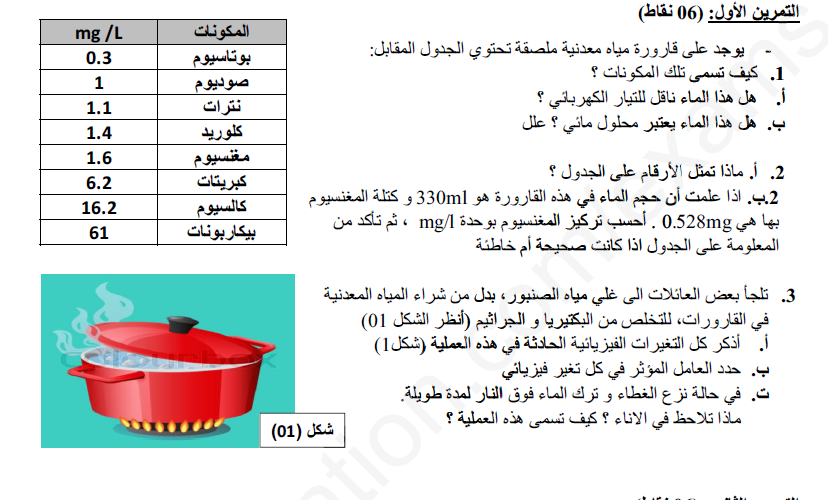 التمرين الأول: (06 نقاط)
- يوجد على قارورة مياه معدنية ملصقة تحتوي الجدول المقابل:
1. كيف تسمى تلك المكونات ؟
أ. هل هذا الماء ناقل للتيار الكهربائي ؟
ب. هل هذا الماء يعتبر محلول مائي ؟ علل
2. أ. ماذا تمثل الأرقام على الجدول ؟
2.ب. اذا علمت أن حجم الماء في هذه القارورة هو 330ml و كتلة المغنسيوم
بها هي 0.528mg . أحسب تركيز المغنسيوم بوحدة mg/l ، ثم تأكد من
المعلومة على الجدول اذا كانت صحيحة أم خاطئة
المكونات mg /L
بوتاسيوم 0.3
صوديوم 1
نترات 1.1
كلوريد 1.4
مغنسيوم 1.6
كبريتات 6.2
كالسيوم 16.2
بيكاربونات 61
3. تلجأ بعض العائلات الى غلي مياه الصنبور، بدل من شراء المياه المعدنية
في القارورات، للتخلص من البكتيريا و الجراثيم (أنظر الشكل 01)
أ. أذكر كل التغيرات الفيزيائية الحادثة في هذه العملية (شكل1)
ب. حدد العامل المؤثر في كل تغير فيزيائي
ت. في حالة نزع الغطاء و ترك الماء فوق النار لمدة طويلة.
ماذا تلاحظ في الاناء ؟ كيف تسمى هذه العملية ؟
شكل (01)